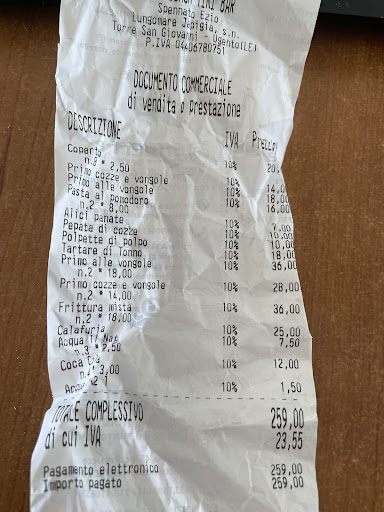 BAR
Spennato Ezio
Lungomare Japigia, s.n.
Torre San Giovanni - Ugento(LE)
P.IVA 04406780751
DOCUMENTO COMMERCIALE
di vendita o prestazione
DESCRIZIONE IVA Prezzo(
Coperto
n.8 * 2,50 10% 20,
Primo cozze e vongole 10% 14,0
Primo alle vongole 10% 18,00
Pasta al pomodoro
n.2 * 8,00 10% 16,00
Alici panate 10% 7,00
Pepata di cozze 10% 10,00
Polpette di polpo 10% 10,00
Tartare di Tonno 10% 18,00
Primo alle vongole
n.2 * 18,00 10% 36,00
Primo cozze e vongole
n.2 * 14,00 10% 28,00
Frittura mista
n.2 * 18,00 10% 36,00
Calafuria 10% 25,00
Acqua Nat
n.3 * 2,50 10% 7,50
Coca
3,00 10% 12,00
10% 1,50
TOTALE COMPLESSIVO 259,00
di cui IVA 23,55
Pagamento elettronico 259,00
Importo pagato 259,00